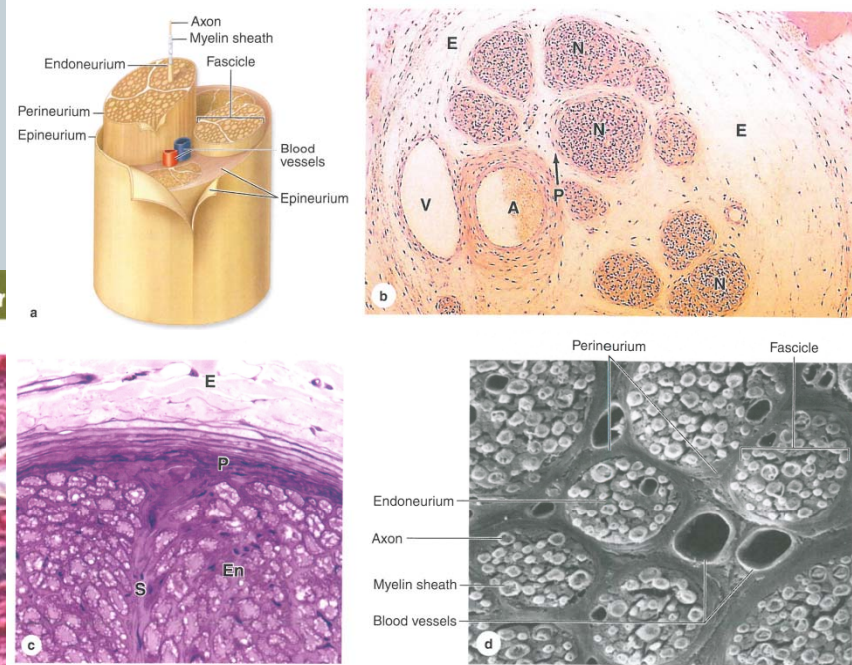 Axon
Myelin sheath
Endoneurium
Fascicle
Perineurium
Epineurium
Blood
vessels
Epineurium
a
E
N
N
E
P
V
A
N
b
E
P
S
En
c
Perineurium
Fascicle
Endoneurium
Axon
Myelin sheath
Blood vessels
d